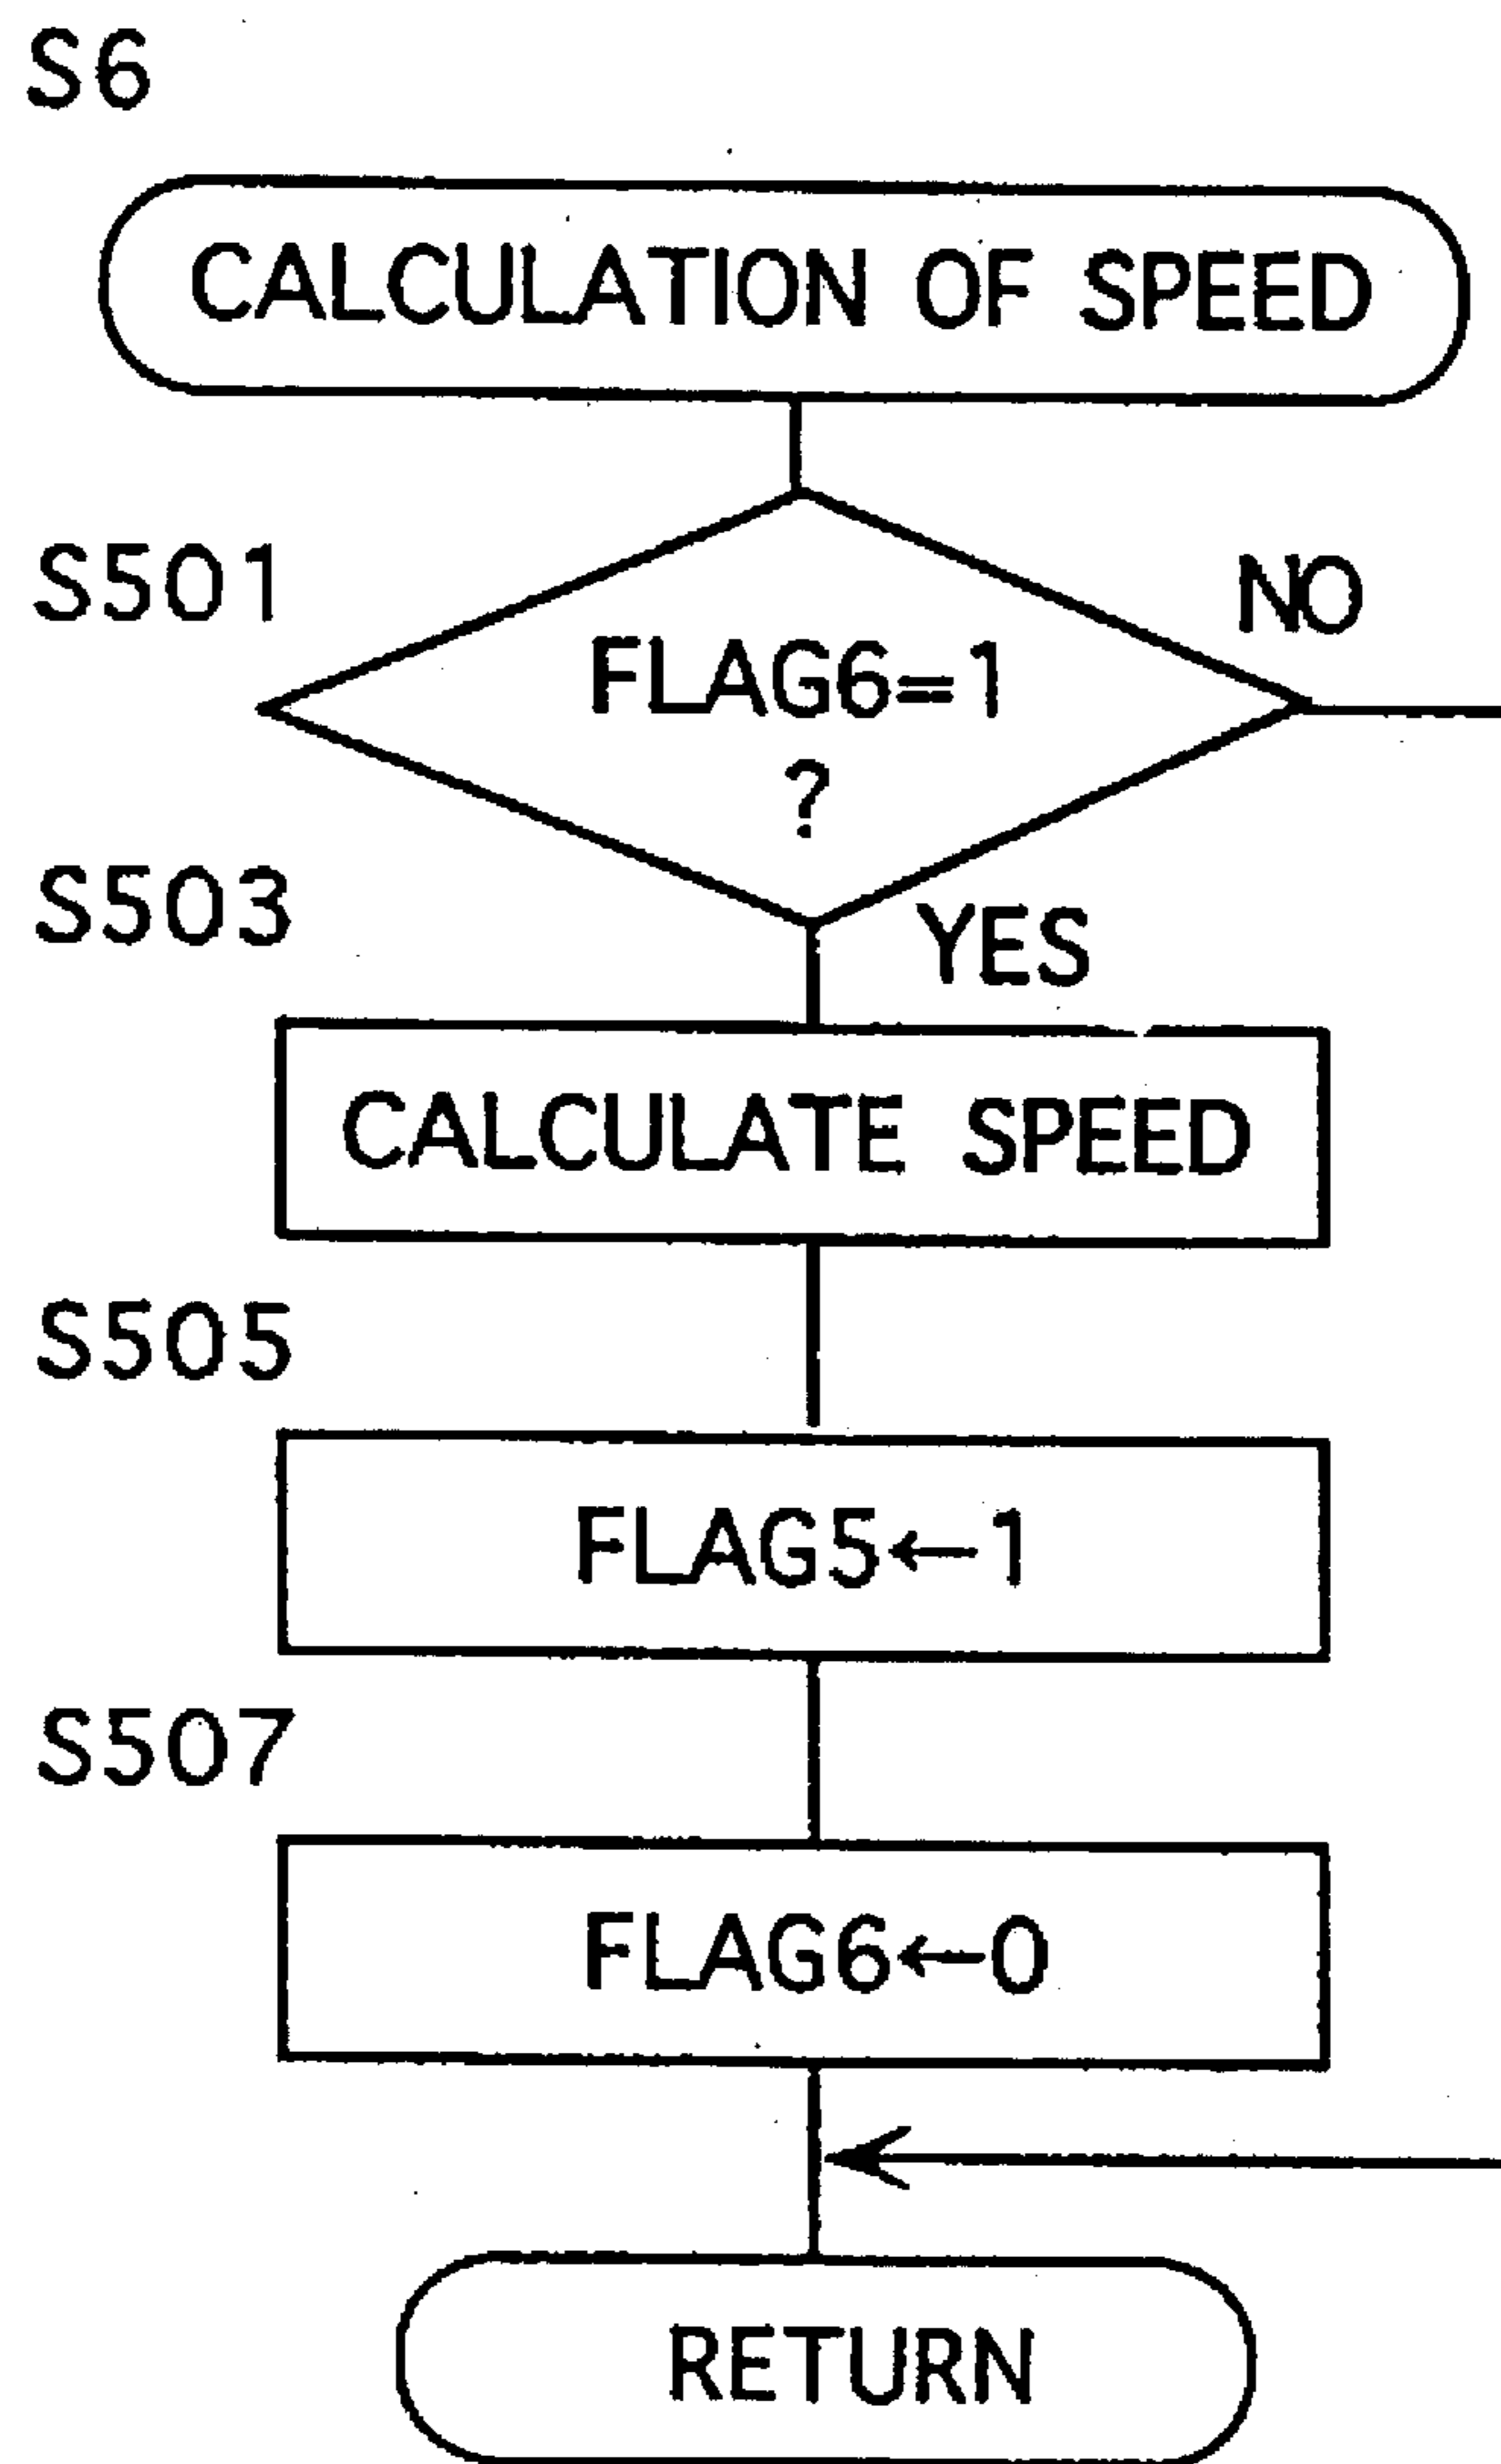 S6
CALCULATION OF SPEED
S501
NO
FLAG6=1
?
S503
YES
CALCULATE SPEED
S505
FLAG5←1
S507
FLAG6←0
RETURN